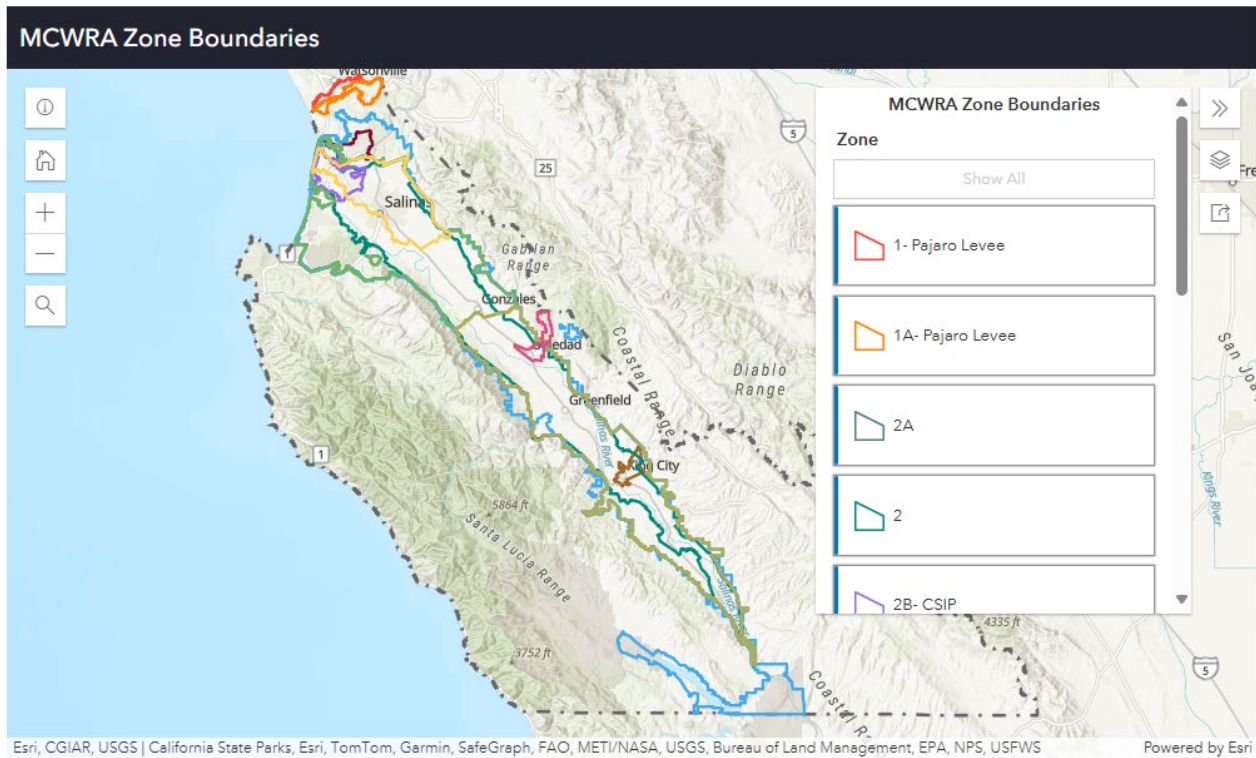 MCWRA Zone Boundaries
Watsonville
5
25
Salinas
Gabilan
Range
1
Gonzales
Soledad
Coastal Range
Diablo
Range
Greenfield
Salinas River
1
King City
5864 ft
Santa Lucia Range
Salinas River
3752 ft
Coastal Ra
4335 ft
5
San Joa
Kings River
Fre
MCWRA Zone Boundaries
Zone
Show All
1- Pajaro Levee
1A- Pajaro Levee
2A
2
2B- CSIP
Esri, CGIAR, USGS | California State Parks, Esri, TomTom, Garmin, SafeGraph, FAO, METI/NASA, USGS, Bureau of Land Management, EPA, NPS, USFWS
Powered by Esri